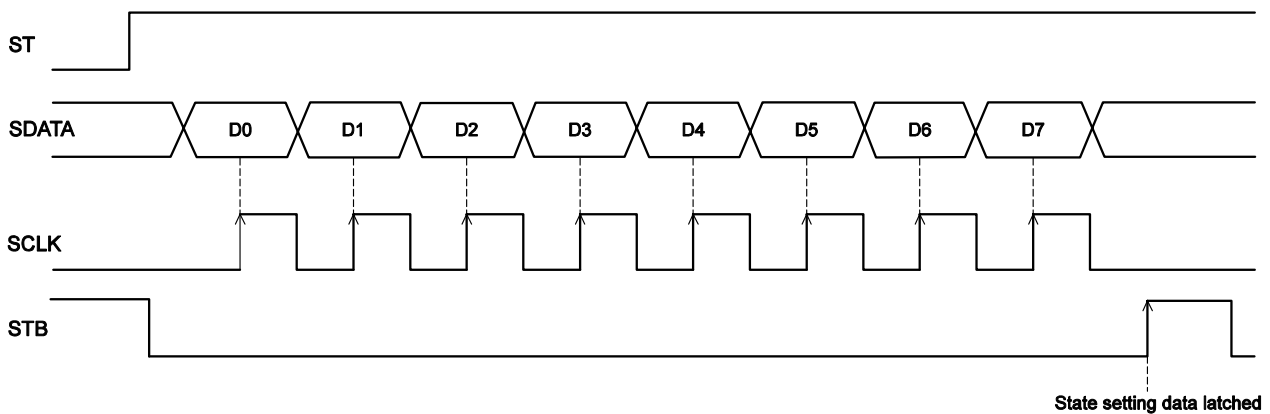 ST
SDATA
D0 D1 D2 D3 D4 D5 D6 D7
SCLK
STB
State setting data latched